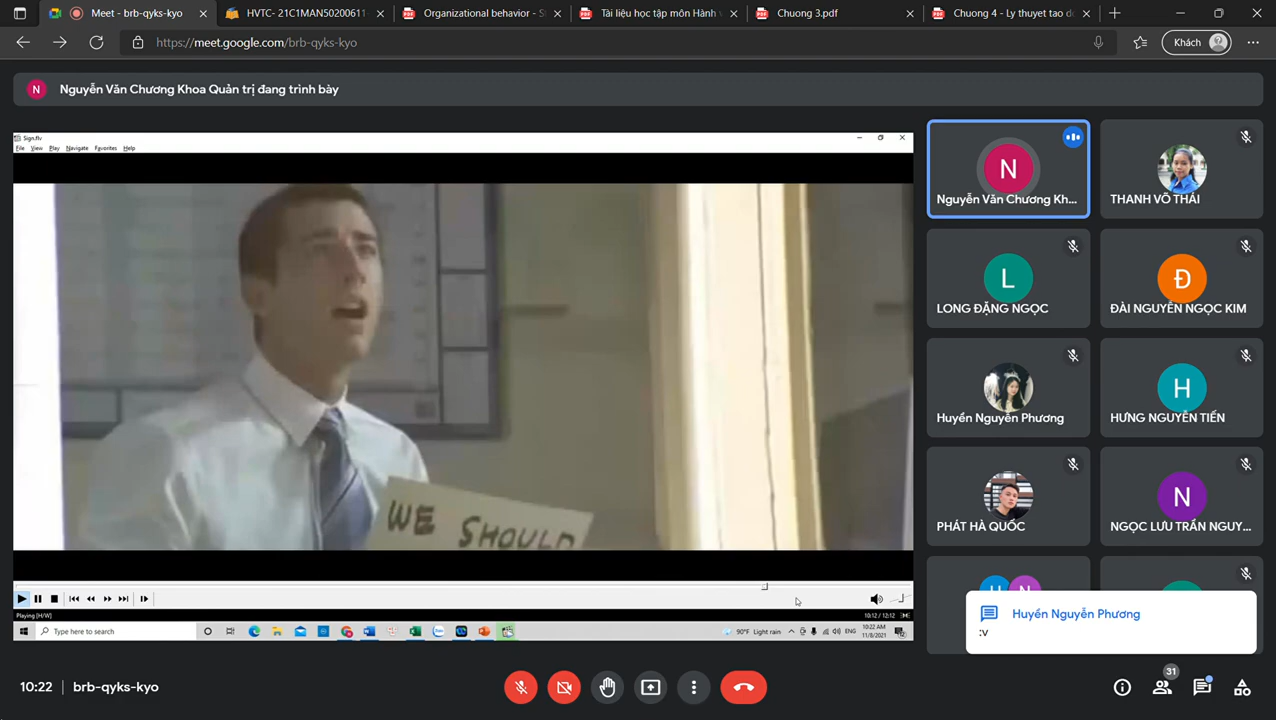 Meet - brb-qyks-kyo
HVTC- 21C1MAN50200611
Organizational behavior - S
Tài liệu học tập môn Hành v
Chuong 3.pdf
Chuong 4 - Ly thuyet tao đ
https://meet.google.com/brb-qyks-kyo
Khách
N
Nguyễn Văn Chương Khoa Quản trị đang trình bày
Sign.flv
File View Play Navigate Favorites Help
WE SHOULD
Playing [H/W]
10:12 / 12:12
Type here to search
90°F Light rain
ENG
10:22 AM
11/8/2021
N
Nguyễn Văn Chương Kh...
THANH VÕ THÁI
L
LONG ĐẶNG NGỌC
Đ
ĐÀI NGUYỄN NGỌC KIM
Huyền Nguyễn Phương
H
HƯNG NGUYỄN TIẾN
PHÁT HÀ QUỐC
N
NGỌC LƯU TRẦN NGUY...
H
N
Huyền Nguyễn Phương
:v
10:22
brb-qyks-kyo
31